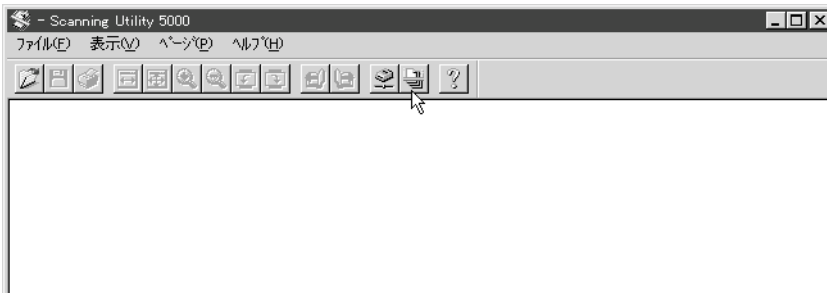 - Scanning Utility 5000
ファイル(F) 表示(V) ページ(P) ヘルプ(H)
?